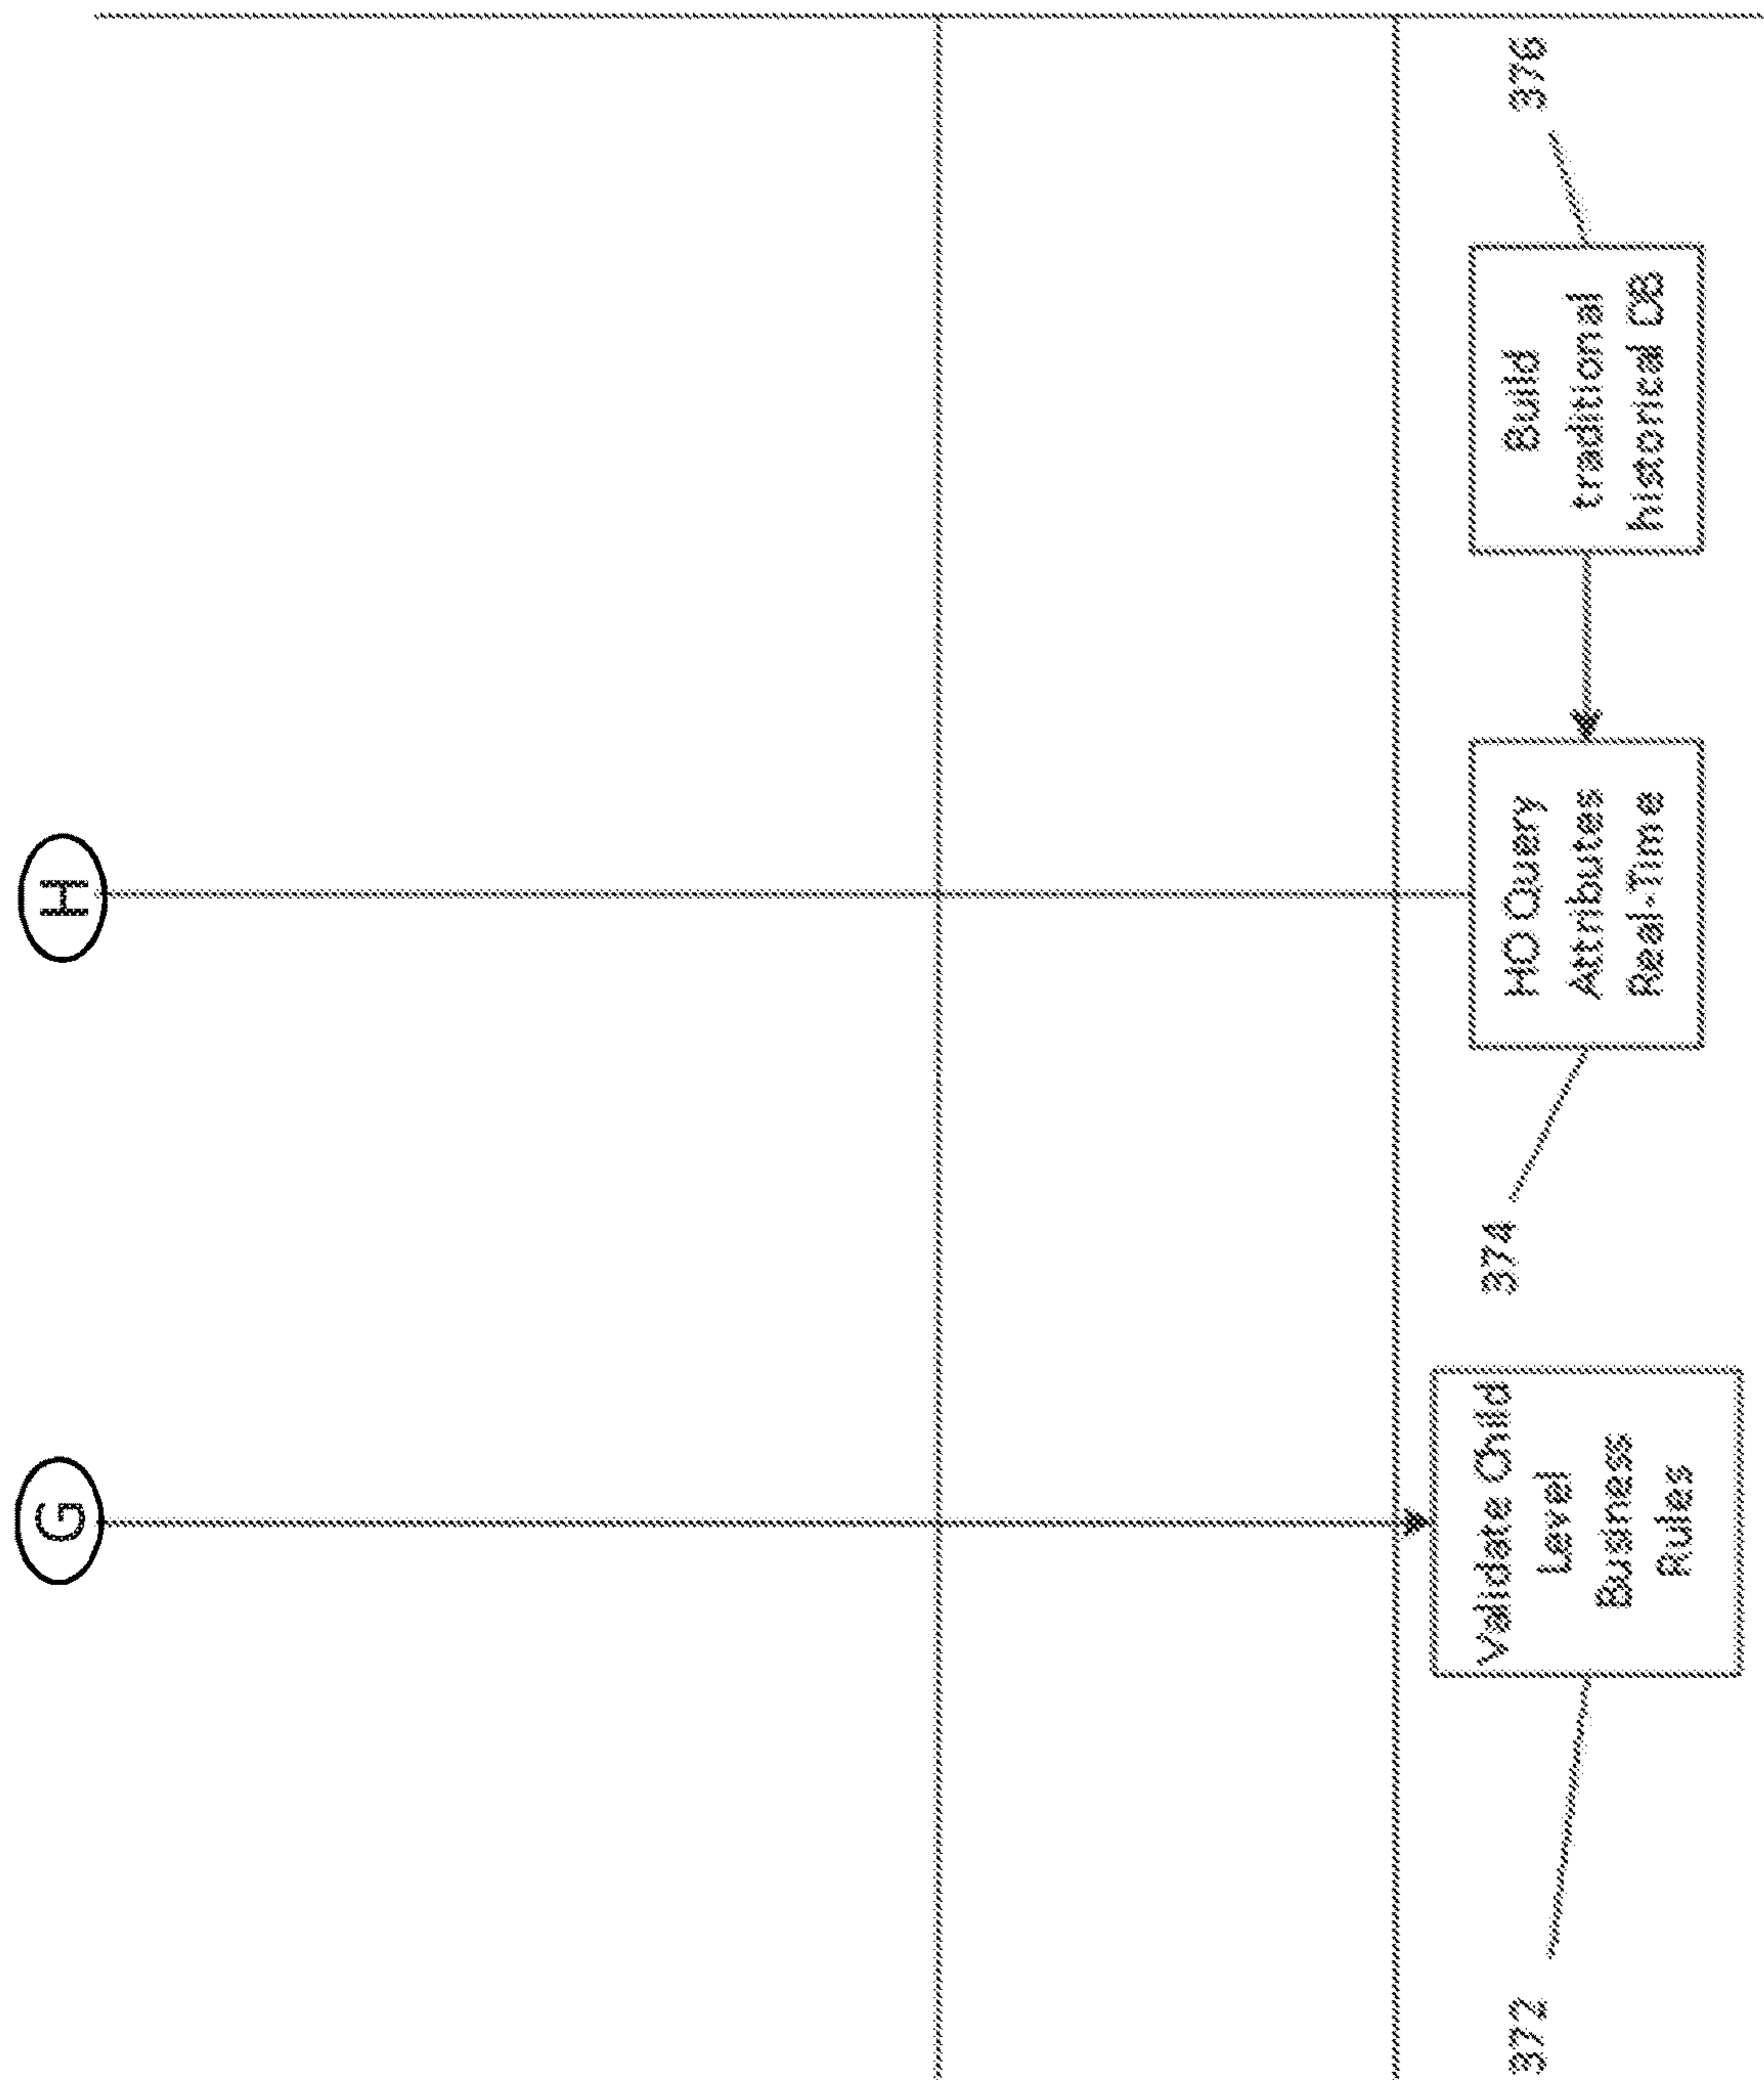 G
H
372
Validate Child
Level
Business
Rules
374
HO Query
Attributes
Real-Time
Build
traditional
historical DB
376